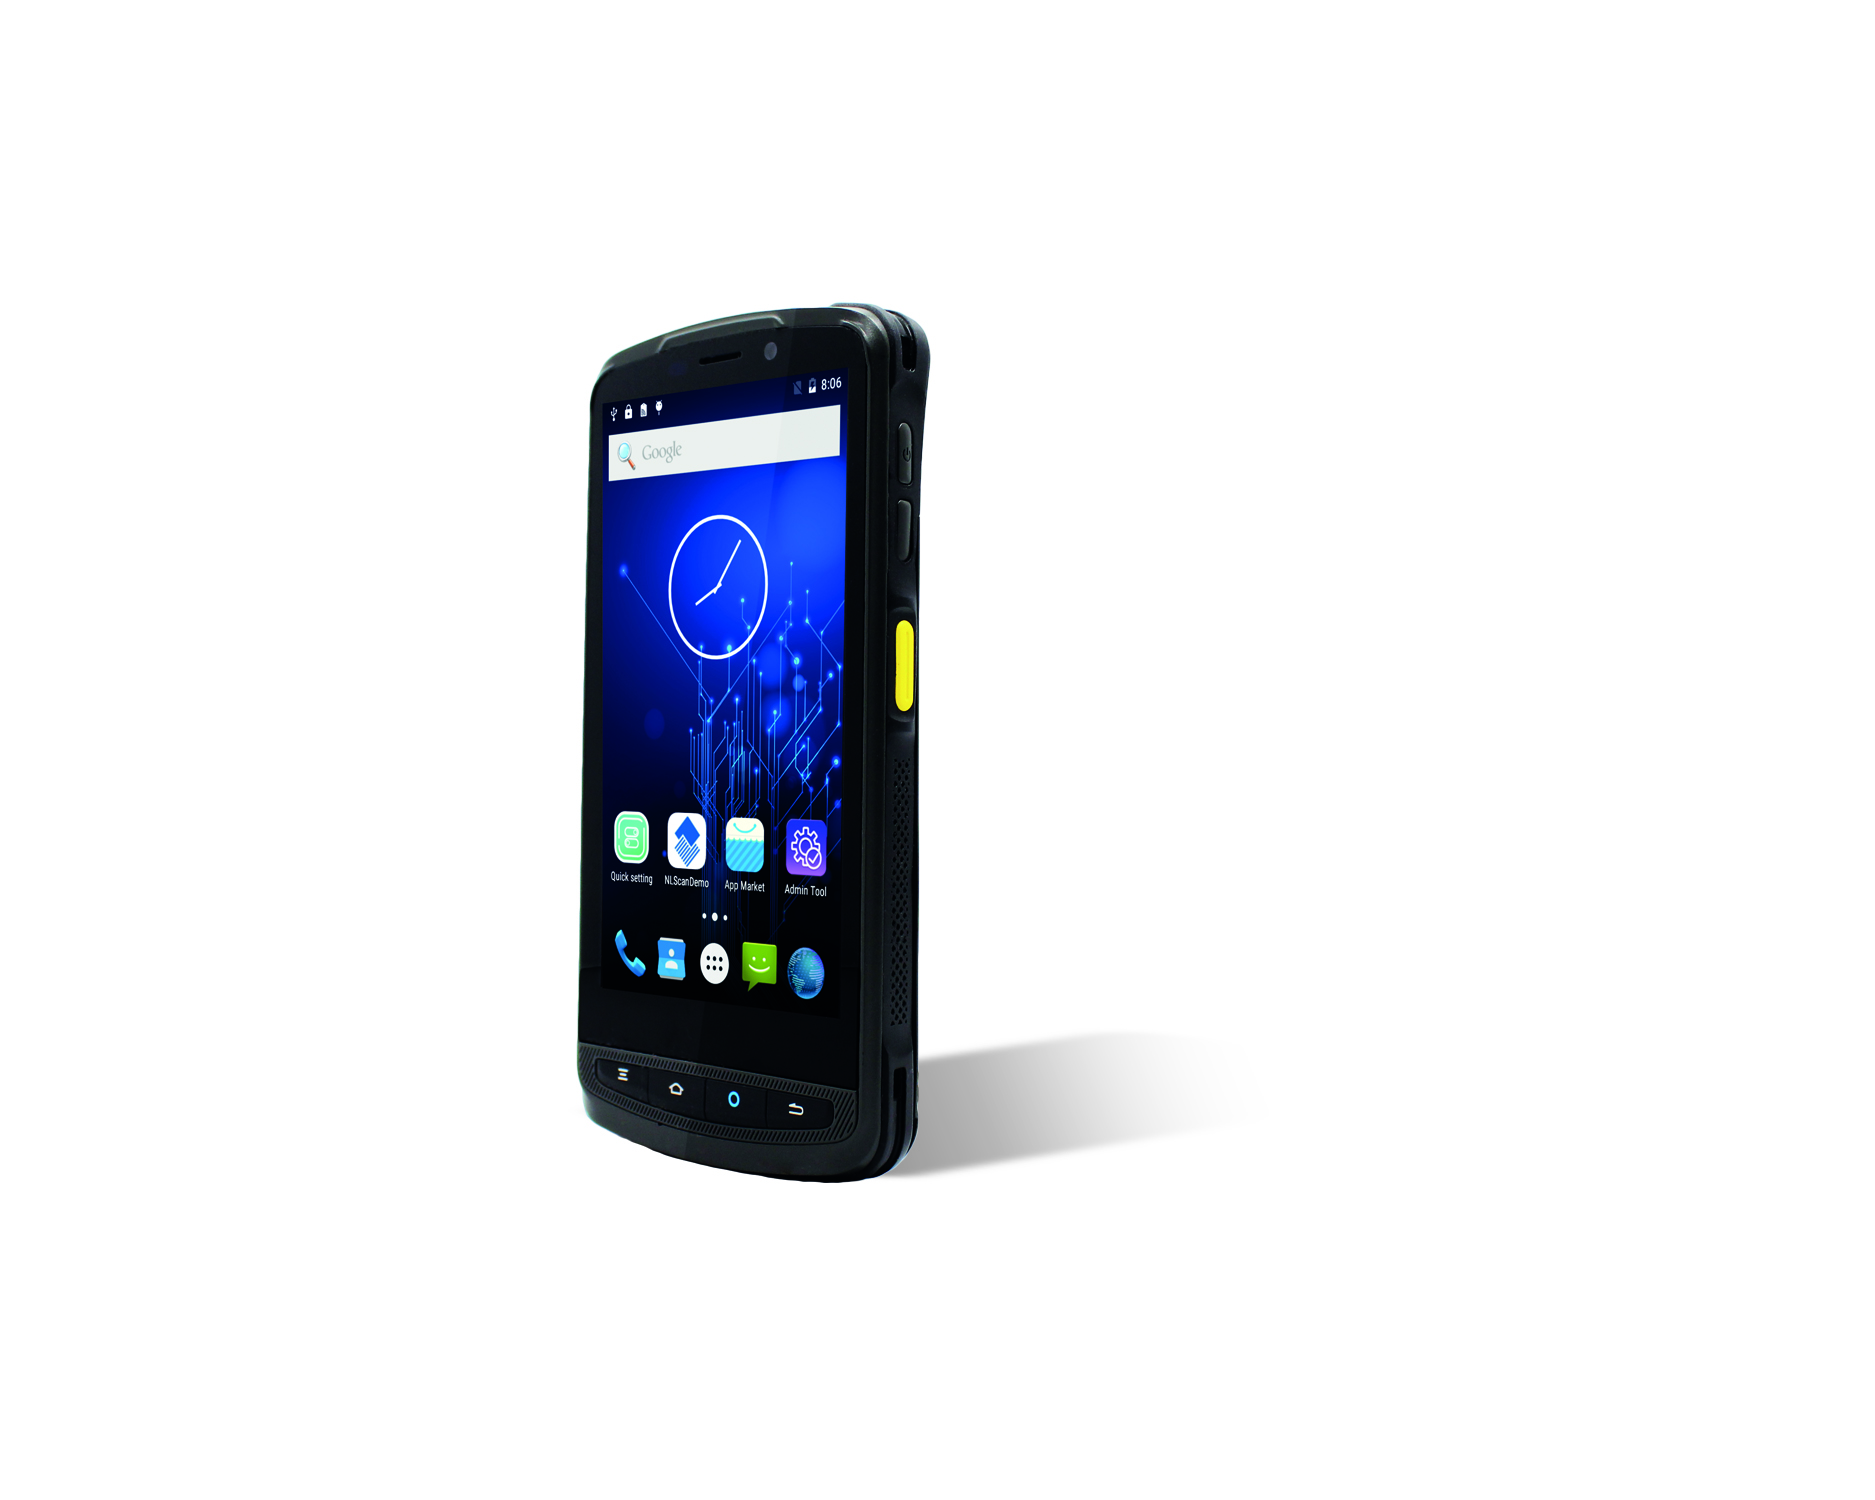 8:06
Google
Quick setting
NLScanDemo
App Market
Admin Tool